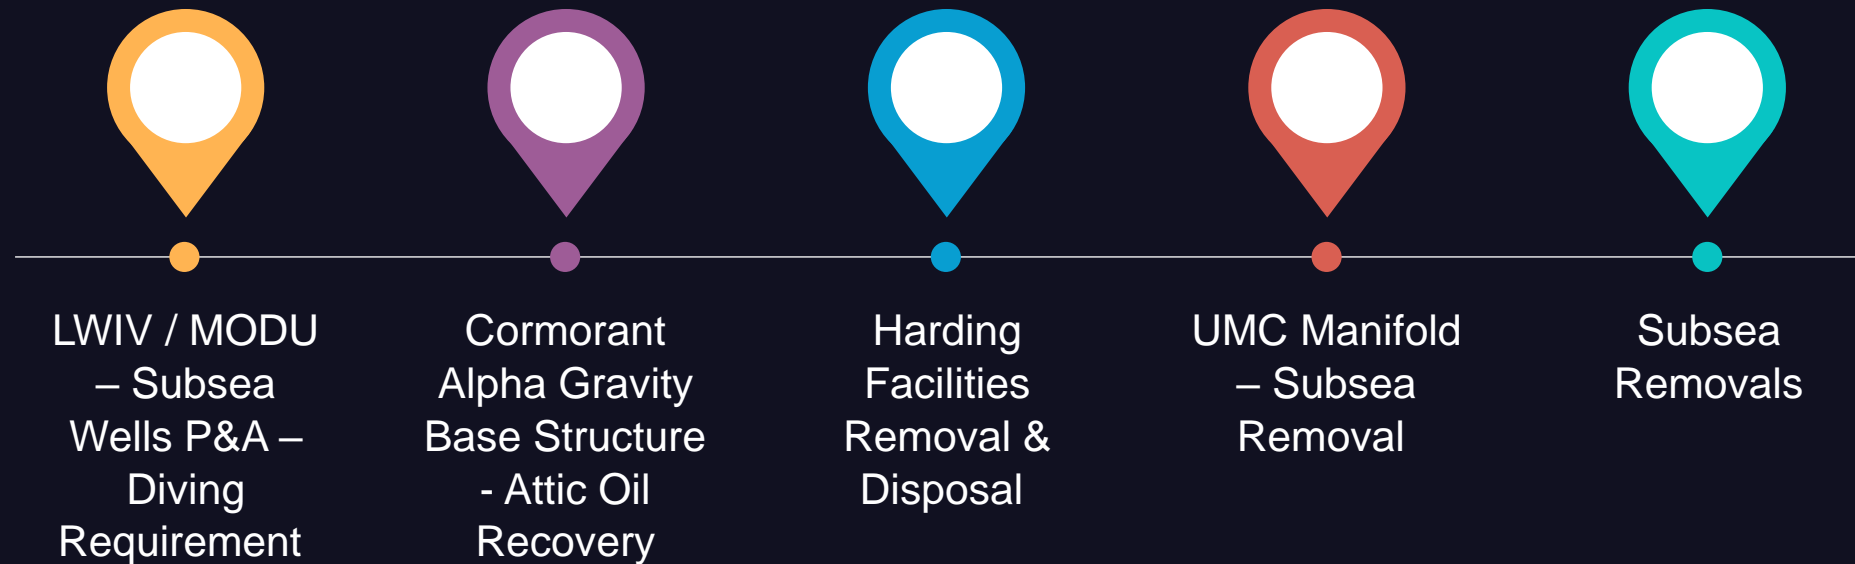 LWIV / MODU
– Subsea
Wells P&A –
Diving
Requirement
Cormorant
Alpha Gravity
Base Structure
- Attic Oil
Recovery
Harding
Facilities
Removal &
Disposal
UMC Manifold
– Subsea
Removal
Subsea
Removals